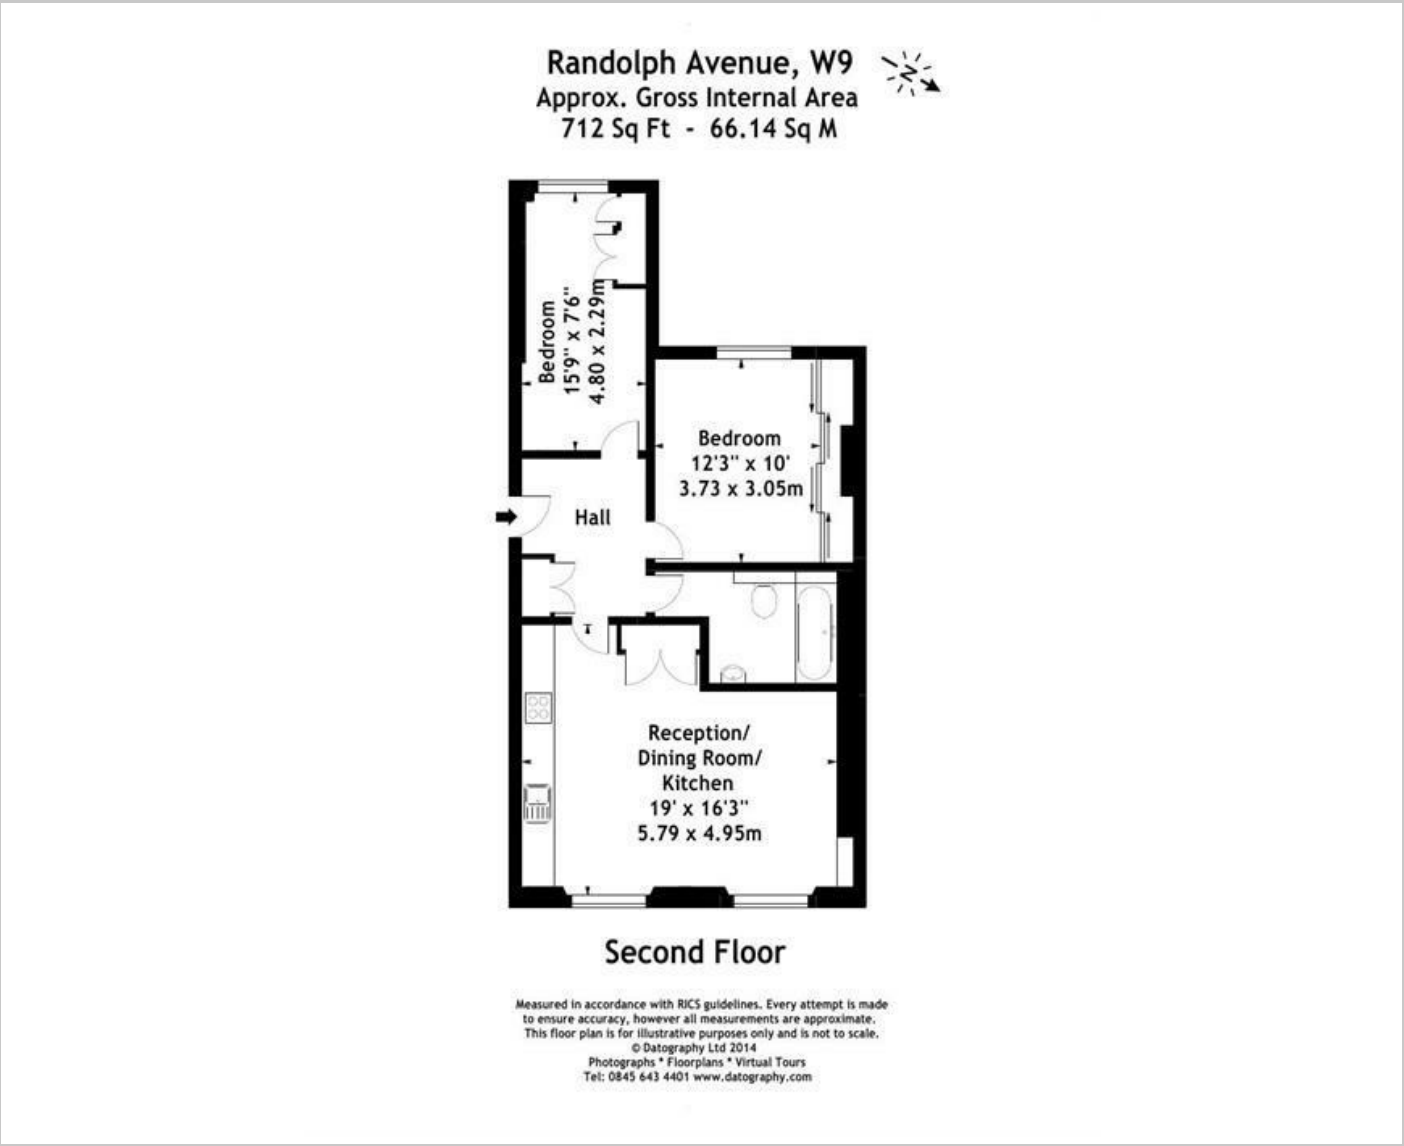 Randolph Avenue, W9
Approx. Gross Internal Area
712 Sq Ft - 66.14 Sq M
N
Bedroom
15'9" x 7'6"
4.80 x 2.29m
Bedroom
12'3" x 10'
3.73 x 3.05m
Hall
Reception/
Dining Room/
Kitchen
19' x 16'3"
5.79 x 4.95m
Second Floor
Measured in accordance with RICS guidelines. Every attempt is made
to ensure accuracy, however all measurements are approximate.
This floor plan is for illustrative purposes only and is not to scale.
© Datography Ltd 2014
Photographs * Floorplans * Virtual Tours
Tel: 0845 643 4401 www.datography.com